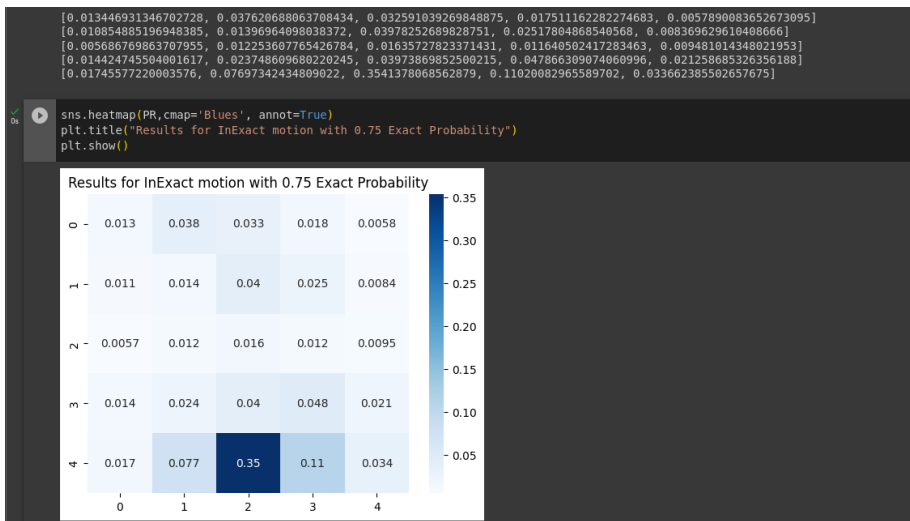 [0.013446931346702728, 0.037620688063708434, 0.032591039269848875, 0.017511162282274683, 0.0057890083652673095]
[0.010854885196948385, 0.01396964098038372, 0.03978252689828751, 0.02517804868540568, 0.008369629610408666]
[0.005686769863707955, 0.012253607765426784, 0.01635727823371431, 0.011640502417283463, 0.009481014348021953]
[0.014424745504001617, 0.023748609680220245, 0.03973869852500215, 0.047866309074060996, 0.021258685326356188]
[0.01745577220003576, 0.07697342434809022, 0.3541378068562879, 0.11020082965589702, 0.033662385502657675]
0s
sns.heatmap(PR,cmap='Blues', annot=True)
plt.title("Results for InExact motion with 0.75 Exact Probability")
plt.show()
Results for InExact motion with 0.75 Exact Probability
0 0.013 0.038 0.033 0.018 0.0058
1 0.011 0.014 0.04 0.025 0.0084
2 0.0057 0.012 0.016 0.012 0.0095
3 0.014 0.024 0.04 0.048 0.021
4 0.017 0.077 0.35 0.11 0.034
0 1 2 3 4
0.35
0.30
0.25
0.20
0.15
0.10
0.05